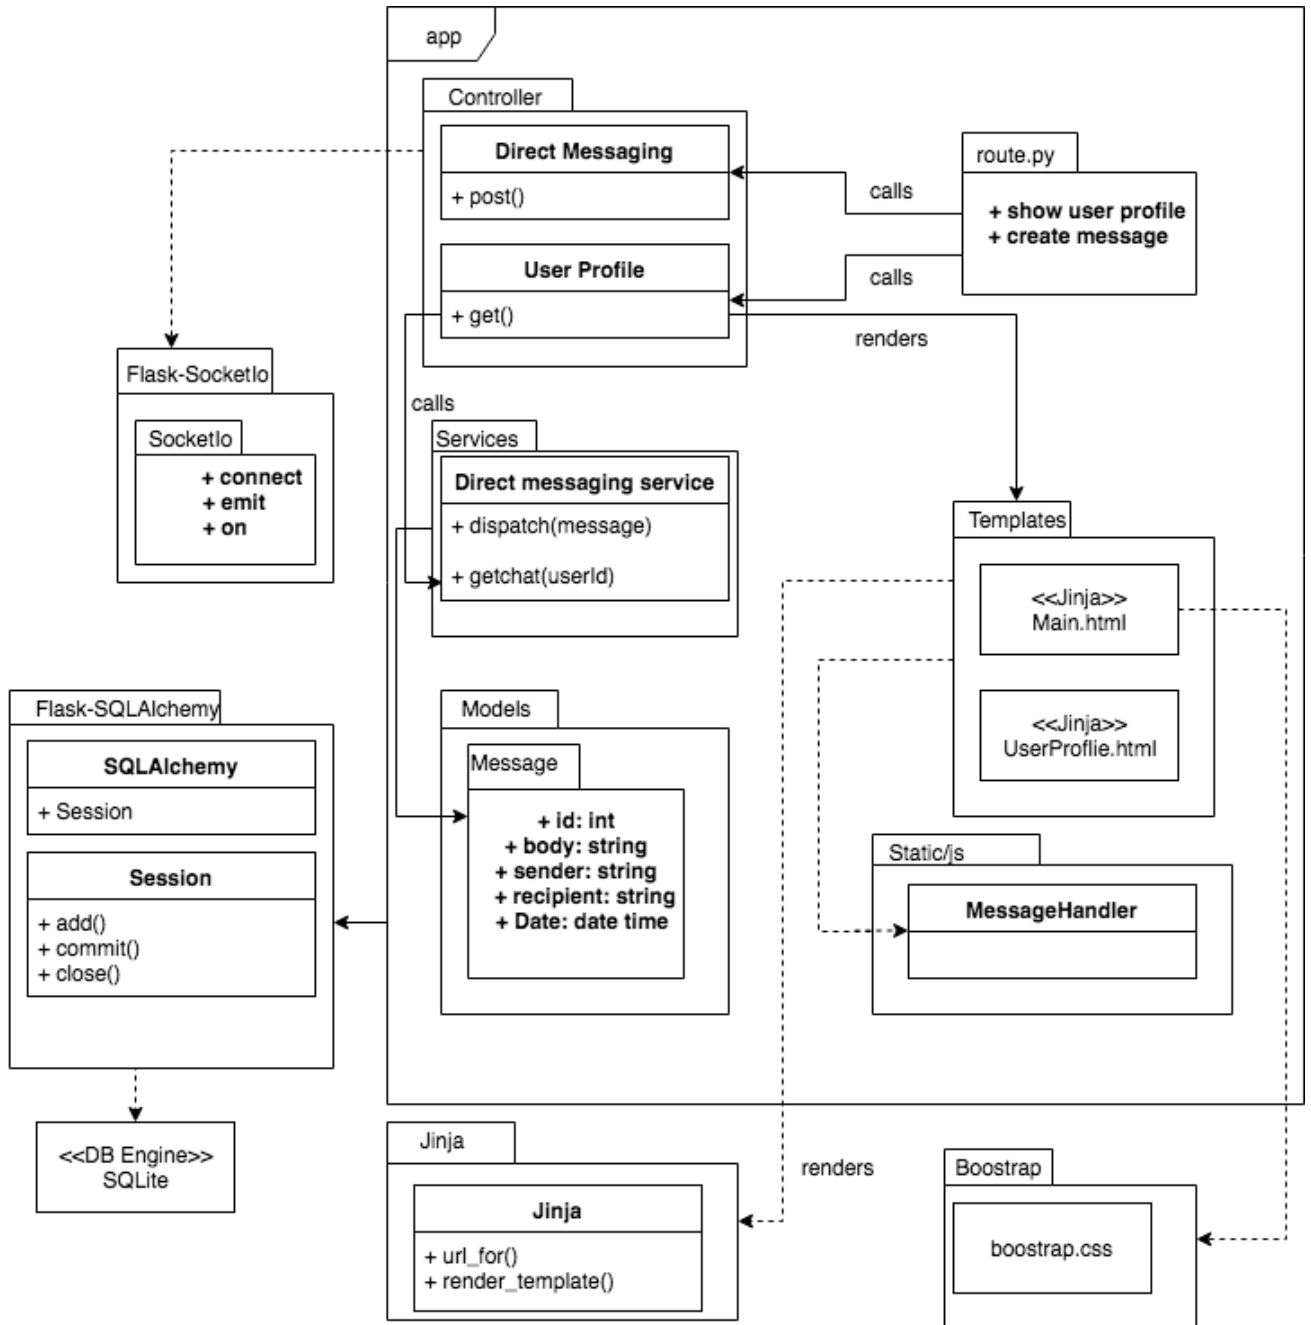 app
Controller
Direct Messaging
+ post()
User Profile
+ get()
route.py
+ show user profile
+ create message
calls
calls
renders
calls
Flask-SocketIo
SocketIo
+ connect
+ emit
+ on
Services
Direct messaging service
+ dispatch(message)
+ getchat(userId)
Templates
<<Jinja>>
Main.html
<<Jinja>>
UserProflie.html
Flask-SQLAlchemy
SQLAlchemy
+ Session
Session
+ add()
+ commit()
+ close()
Models
Message
+ id: int
+ body: string
+ sender: string
+ recipient: string
+ Date: date time
Static/js
MessageHandler
<<DB Engine>>
SQLite
Jinja
Jinja
+ url_for()
+ render_template()
renders
Boostrap
boostrap.css